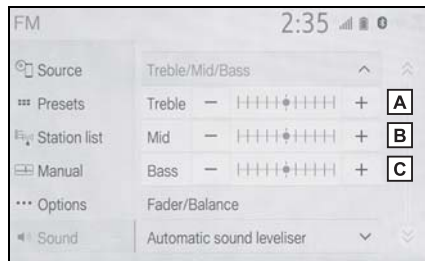 FM 2:35
Source
Presets
Station list
Manual
Options
Sound
Treble/Mid/Bass
Treble − + A
Mid − + B
Bass − + C
Fader/Balance
Automatic sound leveliser